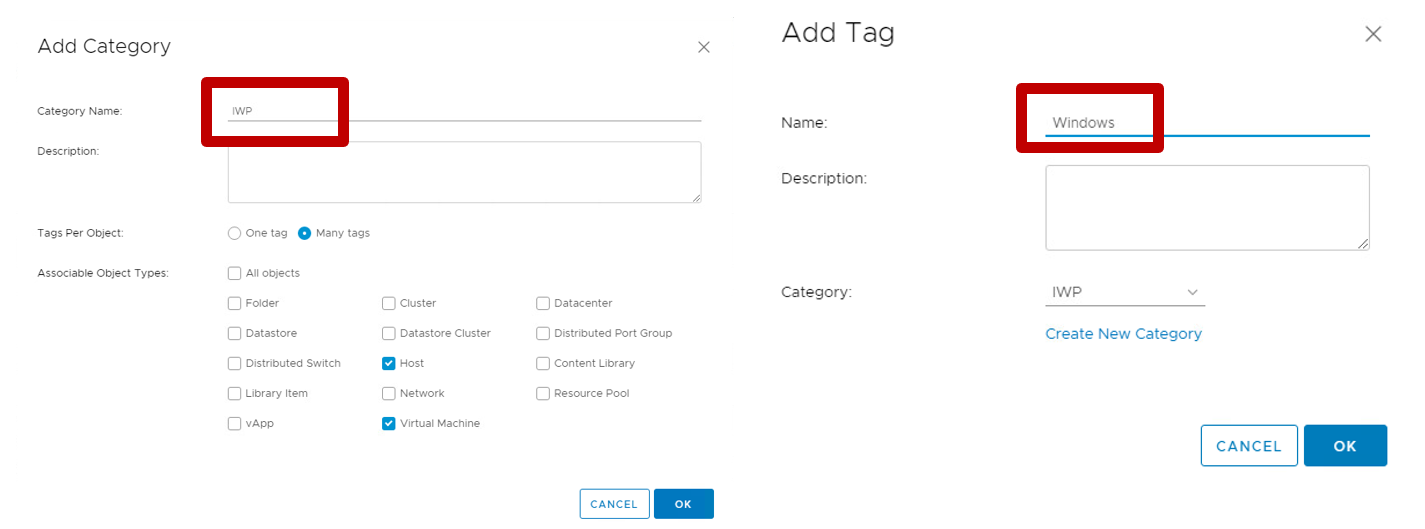 Add Category
Category Name: IWP
Description:
Tags Per Object: One tag Many tags
Associable Object Types: All objects
Folder Cluster Datacenter
Datastore Datastore Cluster Distributed Port Group
Distributed Switch Host Content Library
Library Item Network Resource Pool
vApp Virtual Machine
CANCEL OK
Add Tag
Name: Windows
Description:
Category: IWP
Create New Category
CANCEL OK